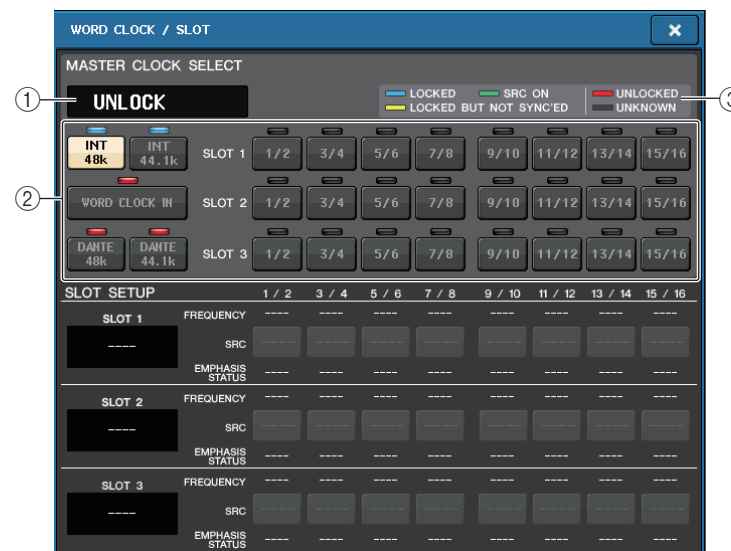 WORD CLOCK / SLOT ×
MASTER CLOCK SELECT
① UNLOCK
LOCKED SRC ON UNLOCKED
LOCKED BUT NOT SYNC'ED UNKNOWN
③
②
INT 48k INT 44.1k SLOT 1 1/2 3/4 5/6 7/8 9/10 11/12 13/14 15/16
WORD CLOCK IN SLOT 2 1/2 3/4 5/6 7/8 9/10 11/12 13/14 15/16
DANTE 48k DANTE 44.1k SLOT 3 1/2 3/4 5/6 7/8 9/10 11/12 13/14 15/16
SLOT SETUP 1 / 2 3 / 4 5 / 6 7 / 8 9 / 10 11 / 12 13 / 14 15 / 16
SLOT 1 FREQUENCY ---- ---- ---- ---- ---- ---- ---- ----
---- SRC ---- ---- ---- ---- ---- ---- ---- ----
EMPHASIS STATUS ---- ---- ---- ---- ---- ---- ---- ----
SLOT 2 FREQUENCY ---- ---- ---- ---- ---- ---- ---- ----
---- SRC ---- ---- ---- ---- ---- ---- ---- ----
EMPHASIS STATUS ---- ---- ---- ---- ---- ---- ---- ----
SLOT 3 FREQUENCY ---- ---- ---- ---- ---- ---- ---- ----
---- SRC ---- ---- ---- ---- ---- ---- ---- ----
EMPHASIS STATUS ---- ---- ---- ---- ---- ---- ---- ----